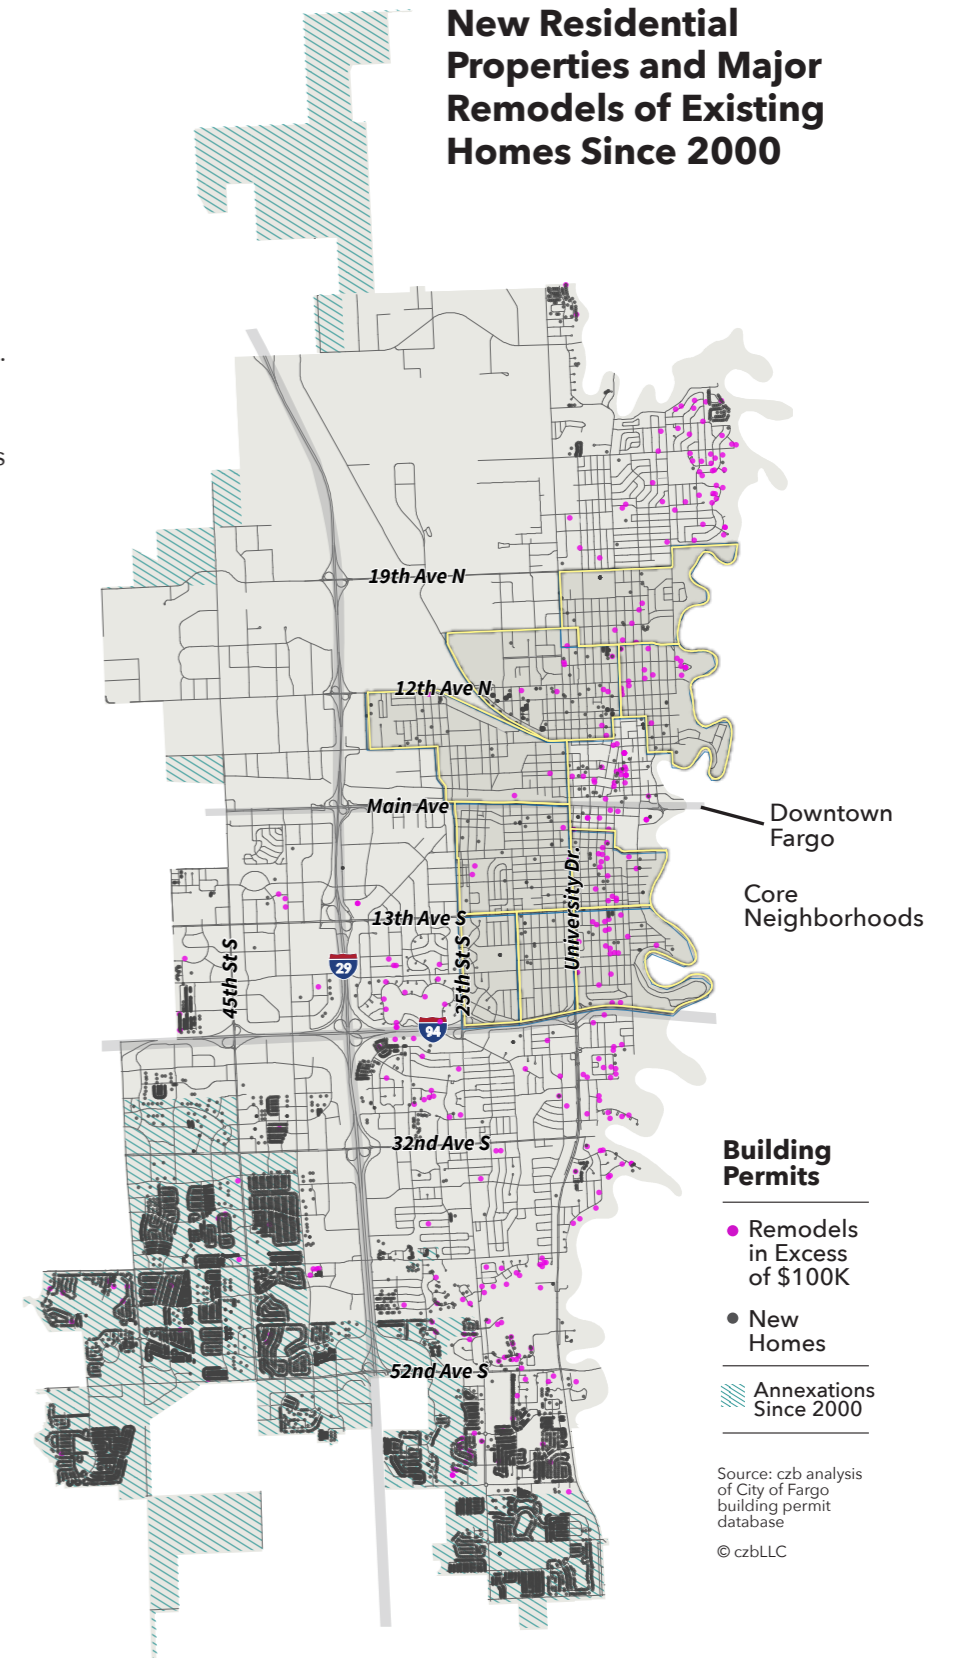 New Residential
Properties and Major
Remodels of Existing
Homes Since 2000
.
s
19th Ave N
12th Ave N
Main Ave
Downtown
Fargo
Core
Neighborhoods
University Dr.
13th Ave S
45th St S
25th St S
29
94
32nd Ave S
Building
Permits
Remodels
in Excess
of $100K
New
Homes
52nd Ave S
Annexations
Since 2000
Source: czb analysis
of City of Fargo
building permit
database
© czbLLC